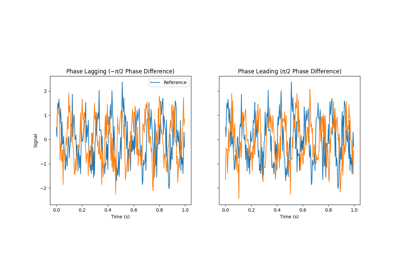 Phase Lagging (−π/2 Phase Difference)
Phase Leading (π/2 Phase Difference)
Reference
2
1
0
−1
−2
Signal
0.0 0.2 0.4 0.6 0.8 1.0
0.0 0.2 0.4 0.6 0.8 1.0
Time (s)
Time (s)